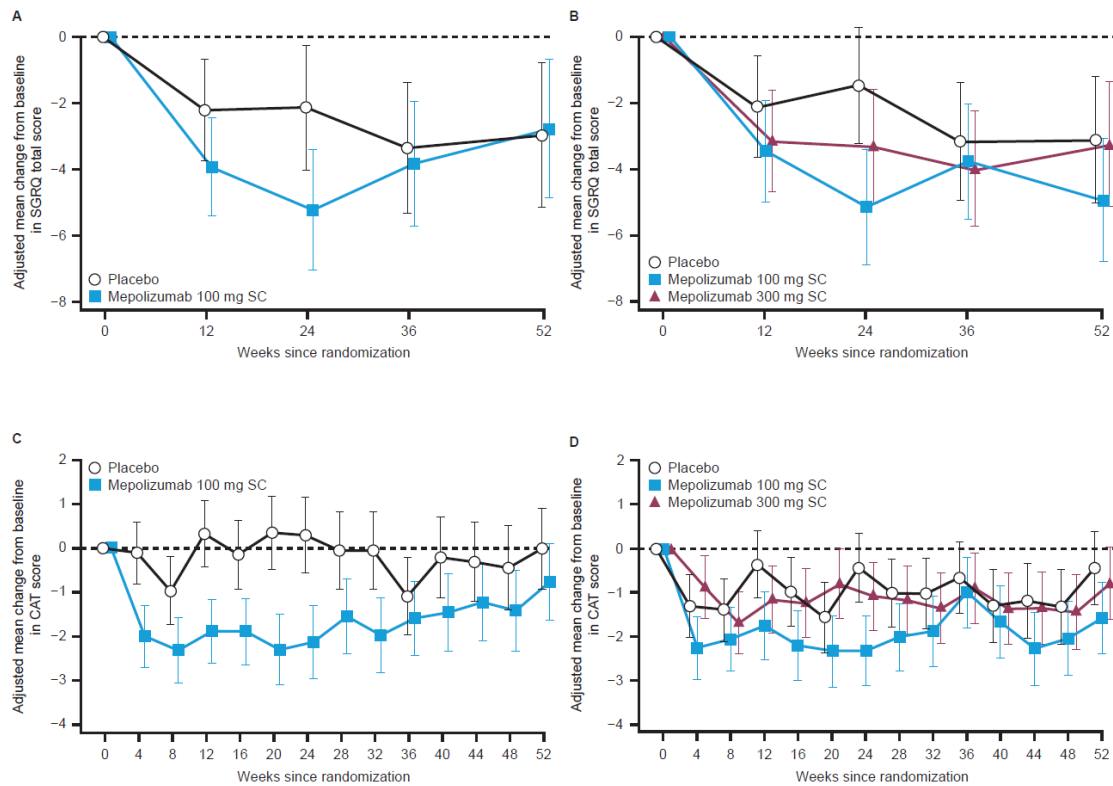 A
Adjusted mean change from baseline
in SGRQ total score
0
−2
−4
−6
−8
Placebo
Mepolizumab 100 mg SC
0 12 24 36 52
Weeks since randomization
B
Adjusted mean change from baseline
in SGRQ total score
0
−2
−4
−6
−8
Placebo
Mepolizumab 100 mg SC
Mepolizumab 300 mg SC
0 12 24 36 52
Weeks since randomization
C
Adjusted mean change from baseline
in CAT score
2
1
0
−1
−2
−3
−4
Placebo
Mepolizumab 100 mg SC
0 4 8 12 16 20 24 28 32 36 40 44 48 52
Weeks since randomization
D
Adjusted mean change from baseline
in CAT score
2
1
0
−1
−2
−3
−4
Placebo
Mepolizumab 100 mg SC
Mepolizumab 300 mg SC
0 4 8 12 16 20 24 28 32 36 40 44 48 52
Weeks since randomization